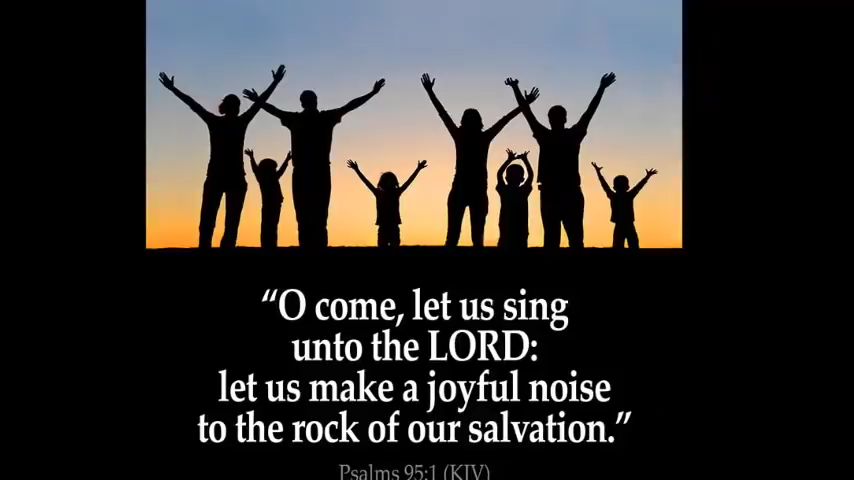 “O come, let us sing
unto the LORD:
let us make a joyful noise
to the rock of our salvation.”
Psalms 95:1 (KJV)